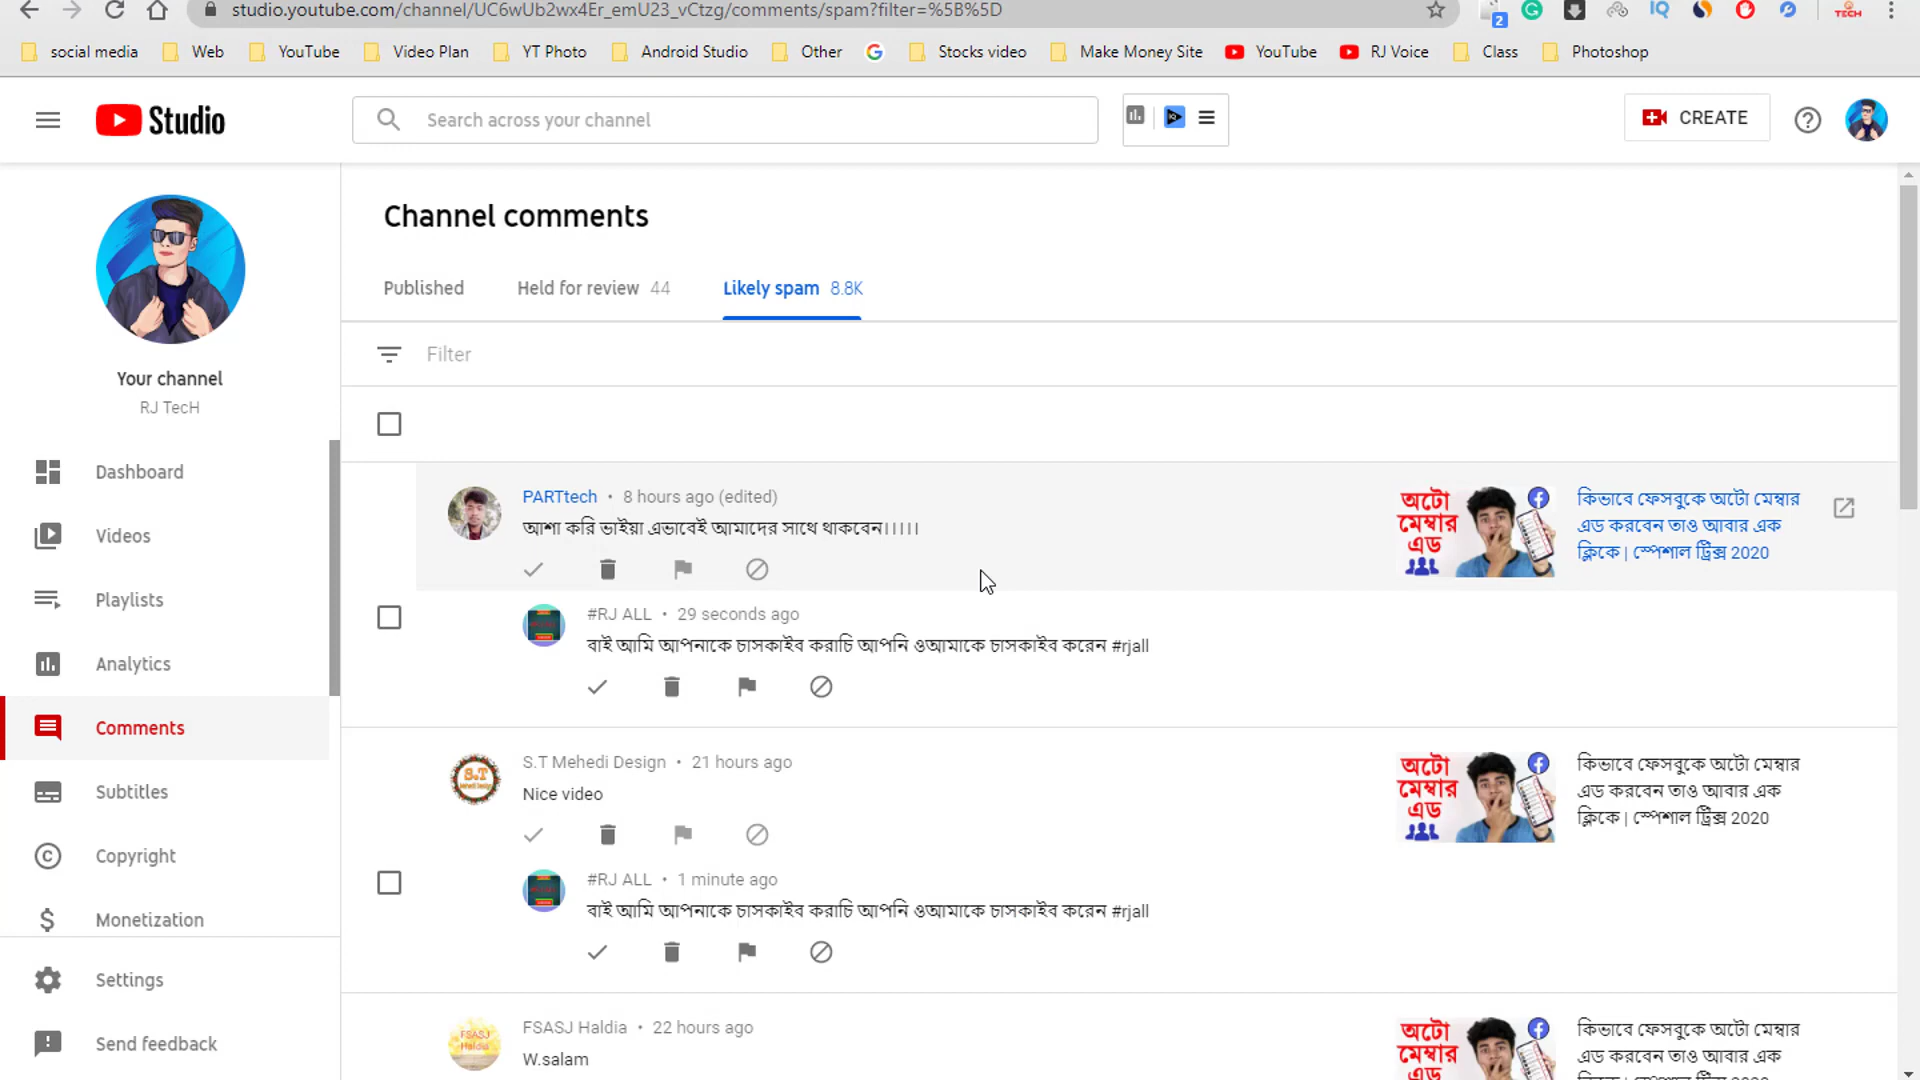 studio.youtube.com/channel/UC6wUb2wx4Er_emU23_vCtzg/comments/spam?filter=%5B%5D
2
IQ
TECH
social media
Web
YouTube
Video Plan
YT Photo
Android Studio
Other
Stocks video
Make Money Site
YouTube
RJ Voice
Class
Photoshop
Studio
Search across your channel
CREATE
Your channel
RJ TecH
Dashboard
Videos
Playlists
Analytics
Comments
Subtitles
Copyright
Monetization
Settings
Send feedback
Channel comments
Published
Held for review 44
Likely spam 8.8K
Filter
PARTtech • 8 hours ago (edited)
আশা করি ভাইয়া এভাবেই আমাদের সাথে থাকবেন।।।।।
অটো
মেম্বার
এড
কিভাবে ফেসবুকে অটো মেম্বার
এড করবেন তাও আবার এক
ক্লিকে | স্পেশাল ট্রিক্স 2020
#RJ ALL • 29 seconds ago
বাই আমি আপনাকে চাসকাইব করাচি আপনি ওআমাকে চাসকাইব করেন #rjall
S.T Mehedi Design • 21 hours ago
Nice video
S.T
অটো
মেম্বার
এড
কিভাবে ফেসবুকে অটো মেম্বার
এড করবেন তাও আবার এক
ক্লিকে | স্পেশাল ট্রিক্স 2020
#RJ ALL • 1 minute ago
বাই আমি আপনাকে চাসকাইব করাচি আপনি ওআমাকে চাসকাইব করেন #rjall
FSASJ Haldia • 22 hours ago
W.salam
FSASJ
Haldia
অটো
মেম্বার
এড
কিভাবে ফেসবুকে অটো মেম্বার
এড করবেন তাও আবার এক